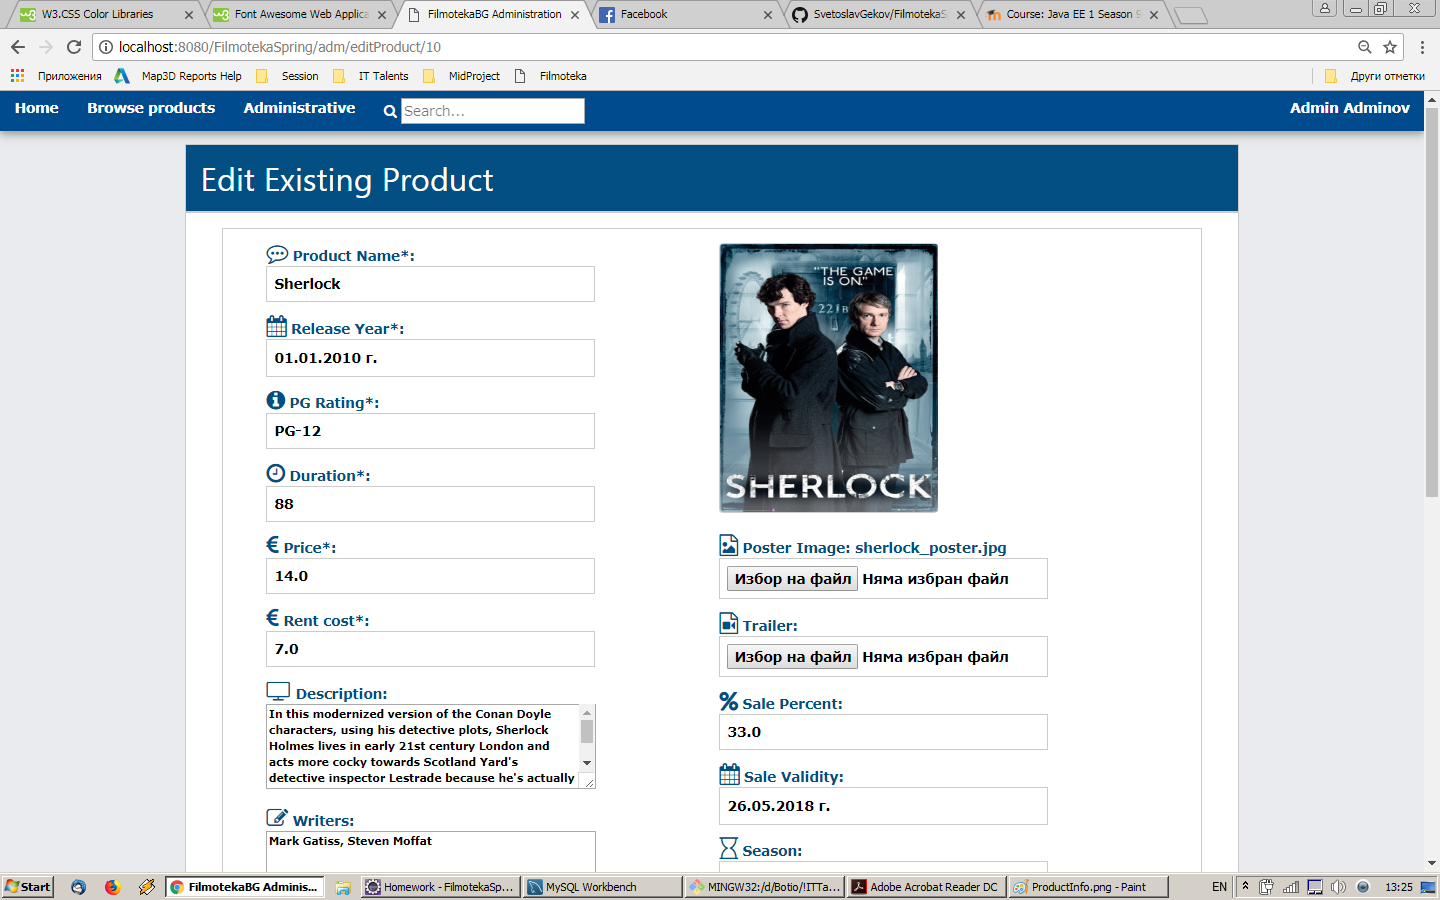 W3.CSS Color Libraries
Font Awesome Web Applica
FilmotekaBG Administration
Facebook
SvetoslavGekov/FilmotekaS
Course: Java EE 1 Season 9
localhost:8080/FilmotekaSpring/adm/editProduct/10
Приложения
Map3D Reports Help
Session
IT Talents
MidProject
Filmoteka
Други отметки
Home
Browse products
Administrative
Search...
Admin Adminov
Edit Existing Product
Product Name*:
Sherlock
Release Year*:
01.01.2010 г.
PG Rating*:
PG-12
Duration*:
88
€ Price*:
14.0
€ Rent cost*:
7.0
Description:
In this modernized version of the Conan Doyle
characters, using his detective plots, Sherlock
Holmes lives in early 21st century London and
acts more cocky towards Scotland Yard's
detective inspector Lestrade because he's actually
Writers:
Mark Gatiss, Steven Moffat
"THE GAME
IS ON."
221B
SHERLOCK
Poster Image: sherlock_poster.jpg
Избор на файл Няма избран файл
Trailer:
Избор на файл Няма избран файл
% Sale Percent:
33.0
Sale Validity:
26.05.2018 г.
Season:
Start
FilmotekaBG Adminis...
Homework - FilmotekaSp...
MySQL Workbench
MINGW32:/d/Botio/!ITTa...
Adobe Acrobat Reader DC
ProductInfo.png - Paint
EN
13:25